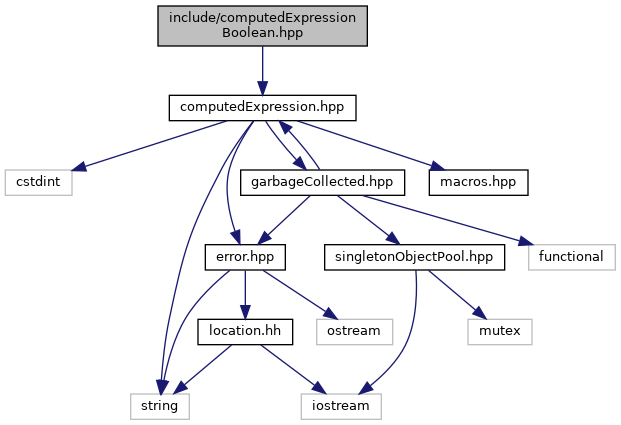 include/computedExpression
Boolean.hpp
computedExpression.hpp
cstdint
garbageCollected.hpp
macros.hpp
error.hpp
singletonObjectPool.hpp
functional
location.hh
ostream
mutex
string
iostream